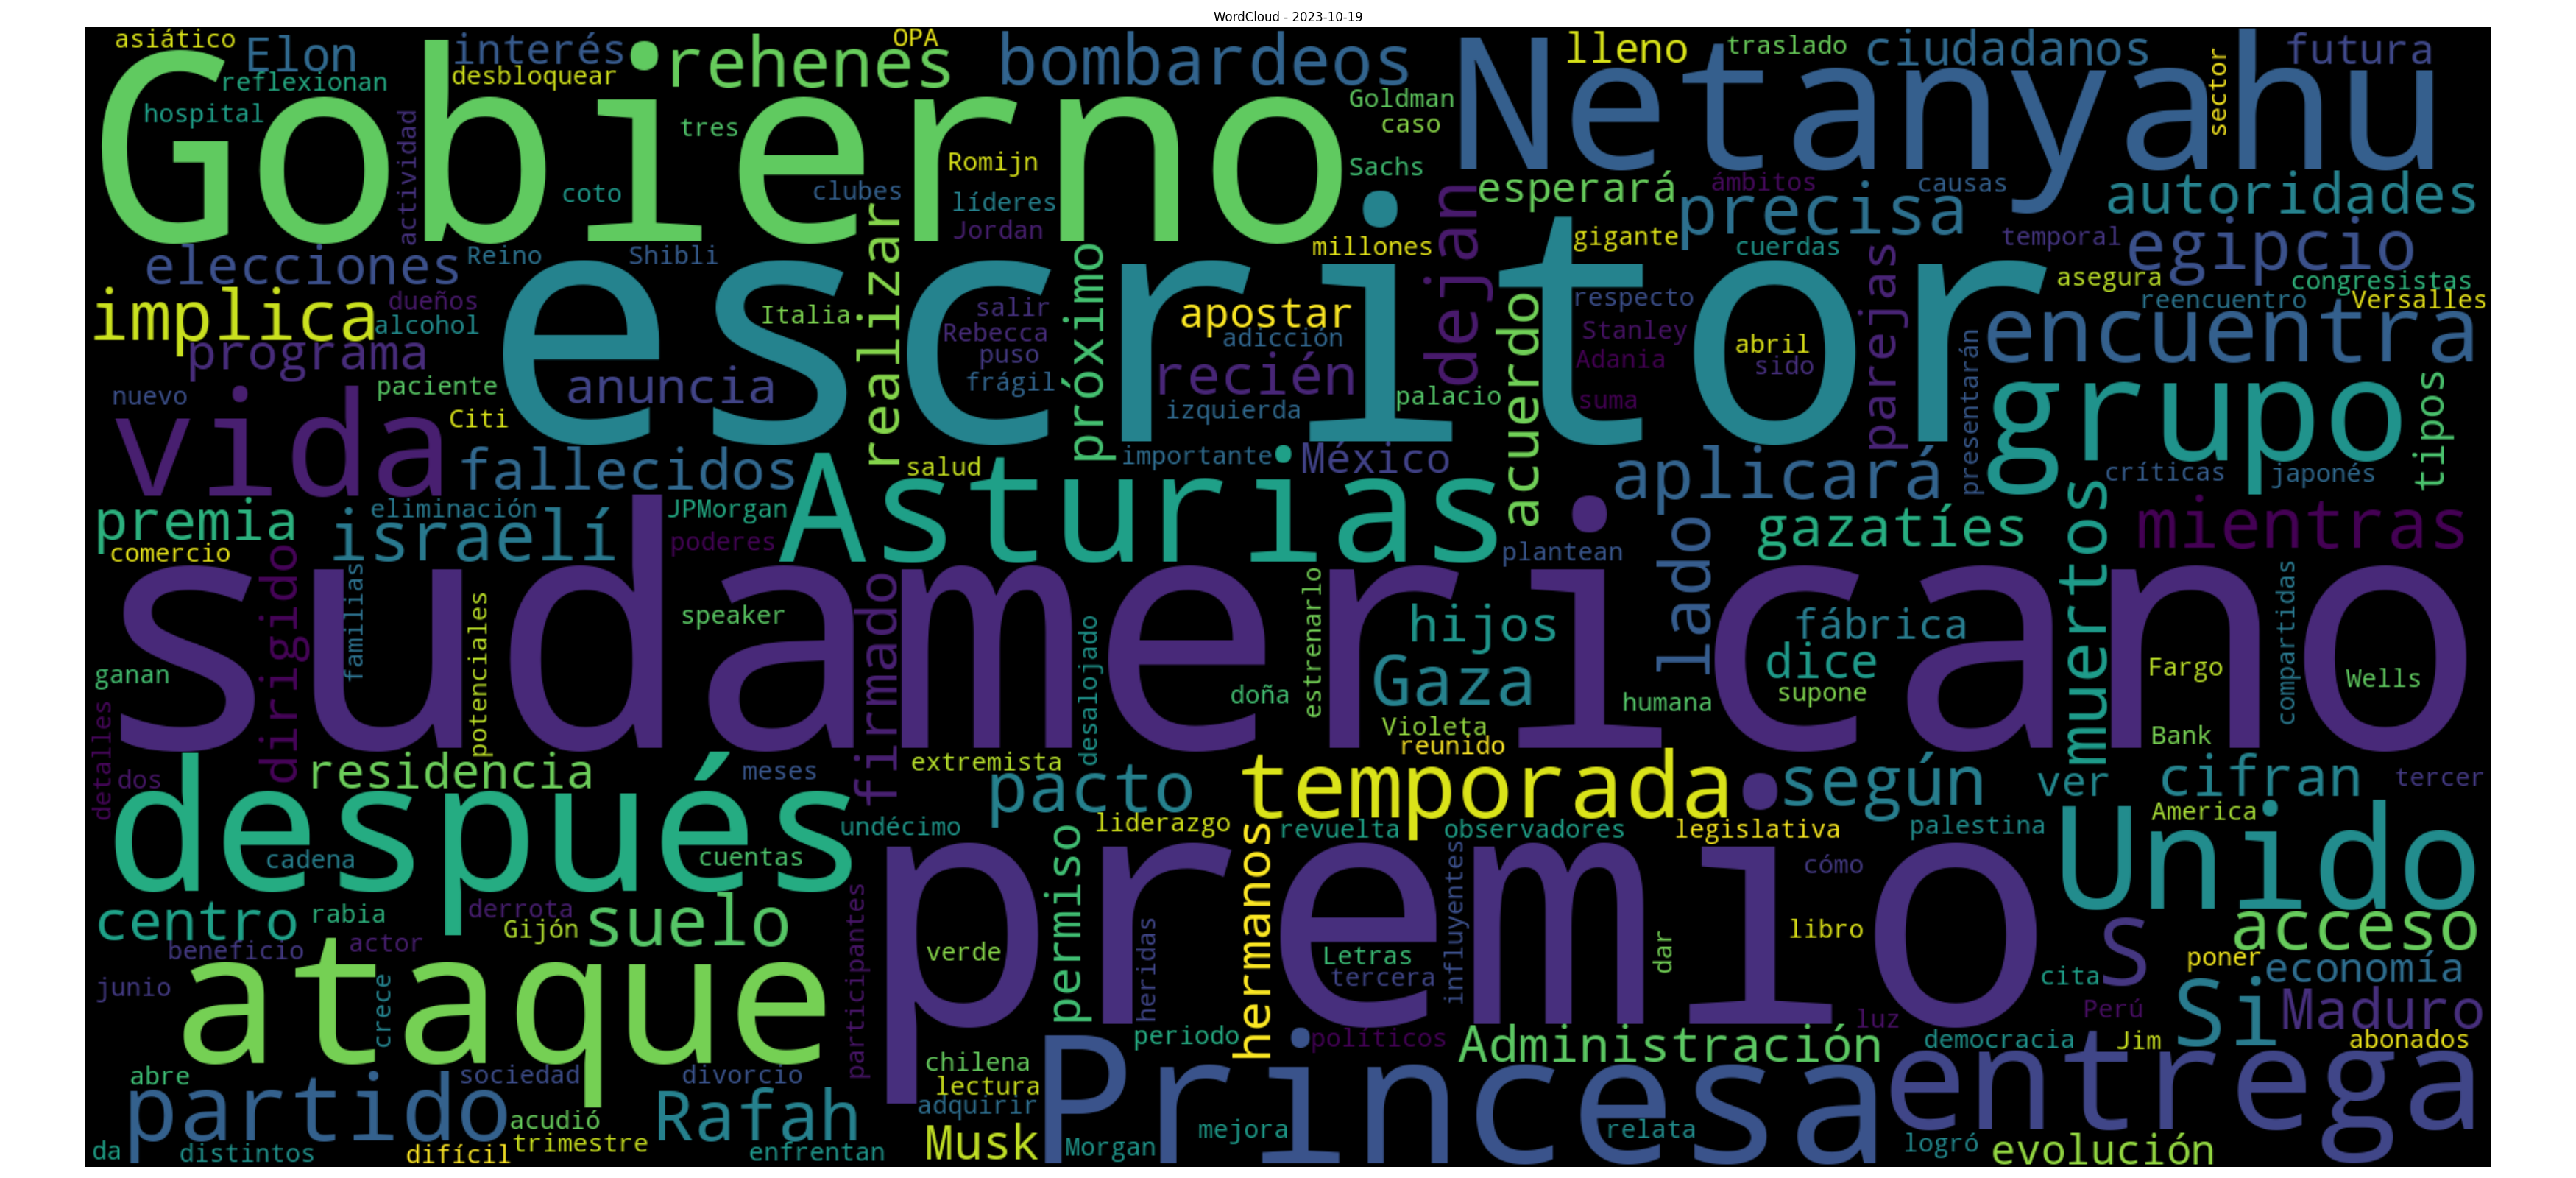 WordCloud - 2023-10-19
asiático
Elon
interés
rehenes
OPA
bombardeos
Netanyahu
lleno
traslado
ciudadanos
futura
reflexionan
desbloquear
hospital
Gobierno
actividad
tres
Goldman
caso
sector
Romijn
Sachs
coto
clubes
líderes
Jordan
esperará
ámbitos
causas
precisa
autoridades
elecciones
Reino
Shibli
realizar
próximo
millones
dejan
gigante
cuerdas
temporal
egipcio
parejas
asegura
congresistas
implica
dueños
alcohol
Italia
salir
Rebecca
puso
frágil
apostar
adicción
acuerdo
respecto
Stanley
Adania
abril
sido
reencuentro
Versalles
encuentra
presentarán
programa
escritor
nuevo
paciente
anuncia
recién
izquierda
palacio
suma
grupo
tipos
vida
Citi
fallecidos
salud
importante
México
aplicará
críticas
japonés
premia
eliminación
israelí
JPMorgan
poderes
Asturias
plantean
lado
gazatíes
muertos
mientras
comercio
dirigido
familias
potenciales
sudamericano
speaker
firmado
desalojado
estrenarlo
hijos
fábrica
compartidas
Gaza
dice
Fargo
Wells
ganan
doña
humana
supone
Violeta
reunido
Bank
detalles
dos
residencia
meses
extremista
pacto
temporada
según
ver
cifran
tercer
después
undécimo
liderazgo
revuelta
observadores
legislativa
palestina
America
Unido
cadena
cuentas
permiso
hermanos
influyentes
cómo
premio
centro
rabia
derrota
Gijón
suelo
participantes
heridas
verde
Letras
tercera
dar
libro
S
acceso
beneficio
actor
cita
poner
economía
junio
crece
ataque
periodo
políticos
luz
Perú
Si
Maduro
Administración
democracia
Jim
abonados
abre
sociedad
divorcio
chilena
lectura
adquirir
Princesa
entrega
partido
acudió
trimestre
Rafah
Musk
Morgan
mejora
relata
logró
evolución
da
distintos
difícil
enfrentan